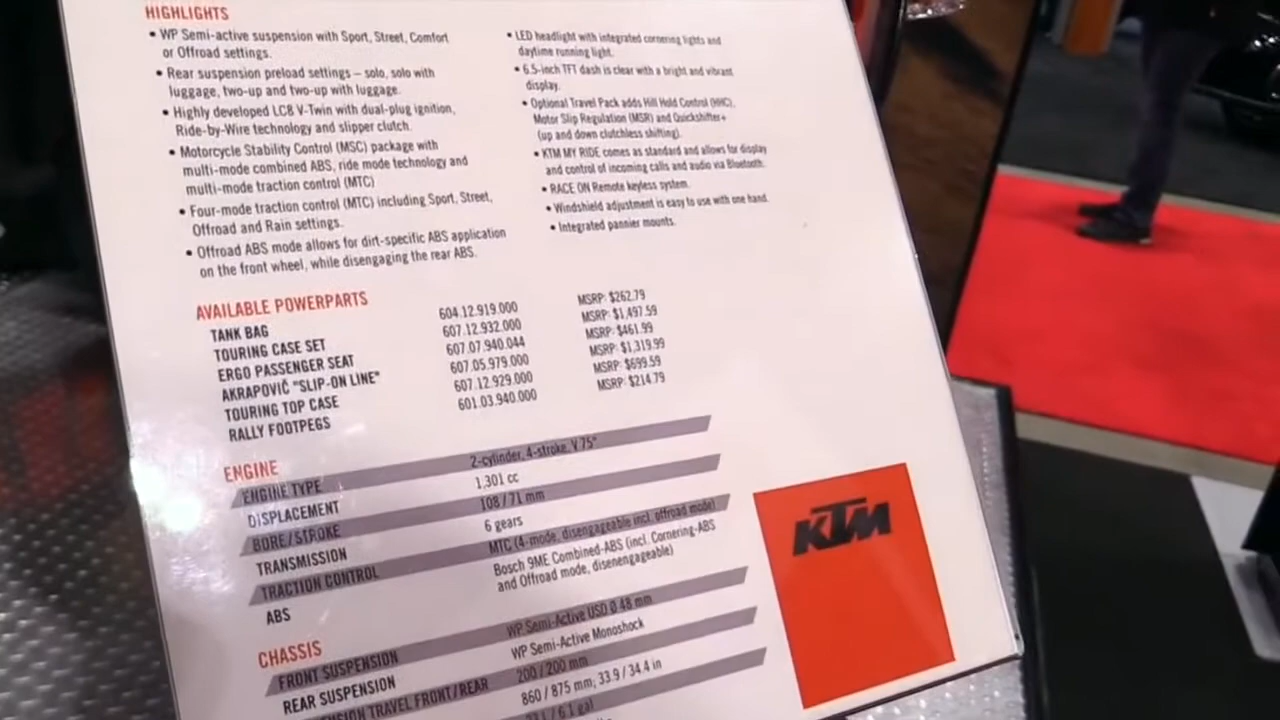 HIGHLIGHTS
• WP Semi-active suspension with Sport, Street, Comfort
or Offroad settings.
• Rear suspension preload settings – solo, solo with
luggage, two-up and two-up with luggage.
• Highly developed LC8 V-Twin with dual-plug ignition,
Ride-by-Wire technology and slipper clutch.
• Motorcycle Stability Control (MSC) package with
multi-mode combined ABS, ride mode technology and
multi-mode traction control (MTC)
• Four-mode traction control (MTC) including Sport, Street,
Offroad and Rain settings.
• Offroad ABS mode allows for dirt-specific ABS application
on the front wheel, while disengaging the rear ABS.
• LED headlight with integrated cornering lights and
daytime running light.
• 6.5-inch TFT dash is clear with a bright and vibrant
display.
• Optional Travel Pack adds Hill Hold Control (HHC),
Motor Slip Regulation (MSR) and Quickshifter+
(up and down clutchless shifting).
• KTM MY RIDE comes as standard and allows for display
and control of incoming calls and audio via Bluetooth.
• RACE ON Remote keyless system.
• Windshield adjustment is easy to use with one hand.
• Integrated pannier mounts.
AVAILABLE POWERPARTS
TANK BAG 604.12.919.000 MSRP: $262.79
TOURING CASE SET 607.12.932.000 MSRP: $1,497.59
ERGO PASSENGER SEAT 607.07.940.044 MSRP: $461.99
AKRAPOVIČ "SLIP-ON LINE" 607.05.979.000 MSRP: $1,319.99
TOURING TOP CASE 607.12.929.000 MSRP: $699.59
RALLY FOOTPEGS 601.03.940.000 MSRP: $214.79
ENGINE
ENGINE TYPE 2-cylinder, 4-stroke, V 75°
DISPLACEMENT 1,301 cc
BORE/STROKE 108 / 71 mm
TRANSMISSION 6 gears
TRACTION CONTROL MTC (4-mode, disengageable incl. offroad mode)
ABS Bosch 9ME Combined-ABS (incl. Cornering-ABS
and Offroad mode, disenengageable)
CHASSIS
FRONT SUSPENSION WP Semi-Active USD Ø 48 mm
REAR SUSPENSION WP Semi-Active Monoshock
TRAVEL FRONT/REAR 200 / 200 mm
860 / 875 mm; 33.9 / 34.4 in
6.1 gal
KTM